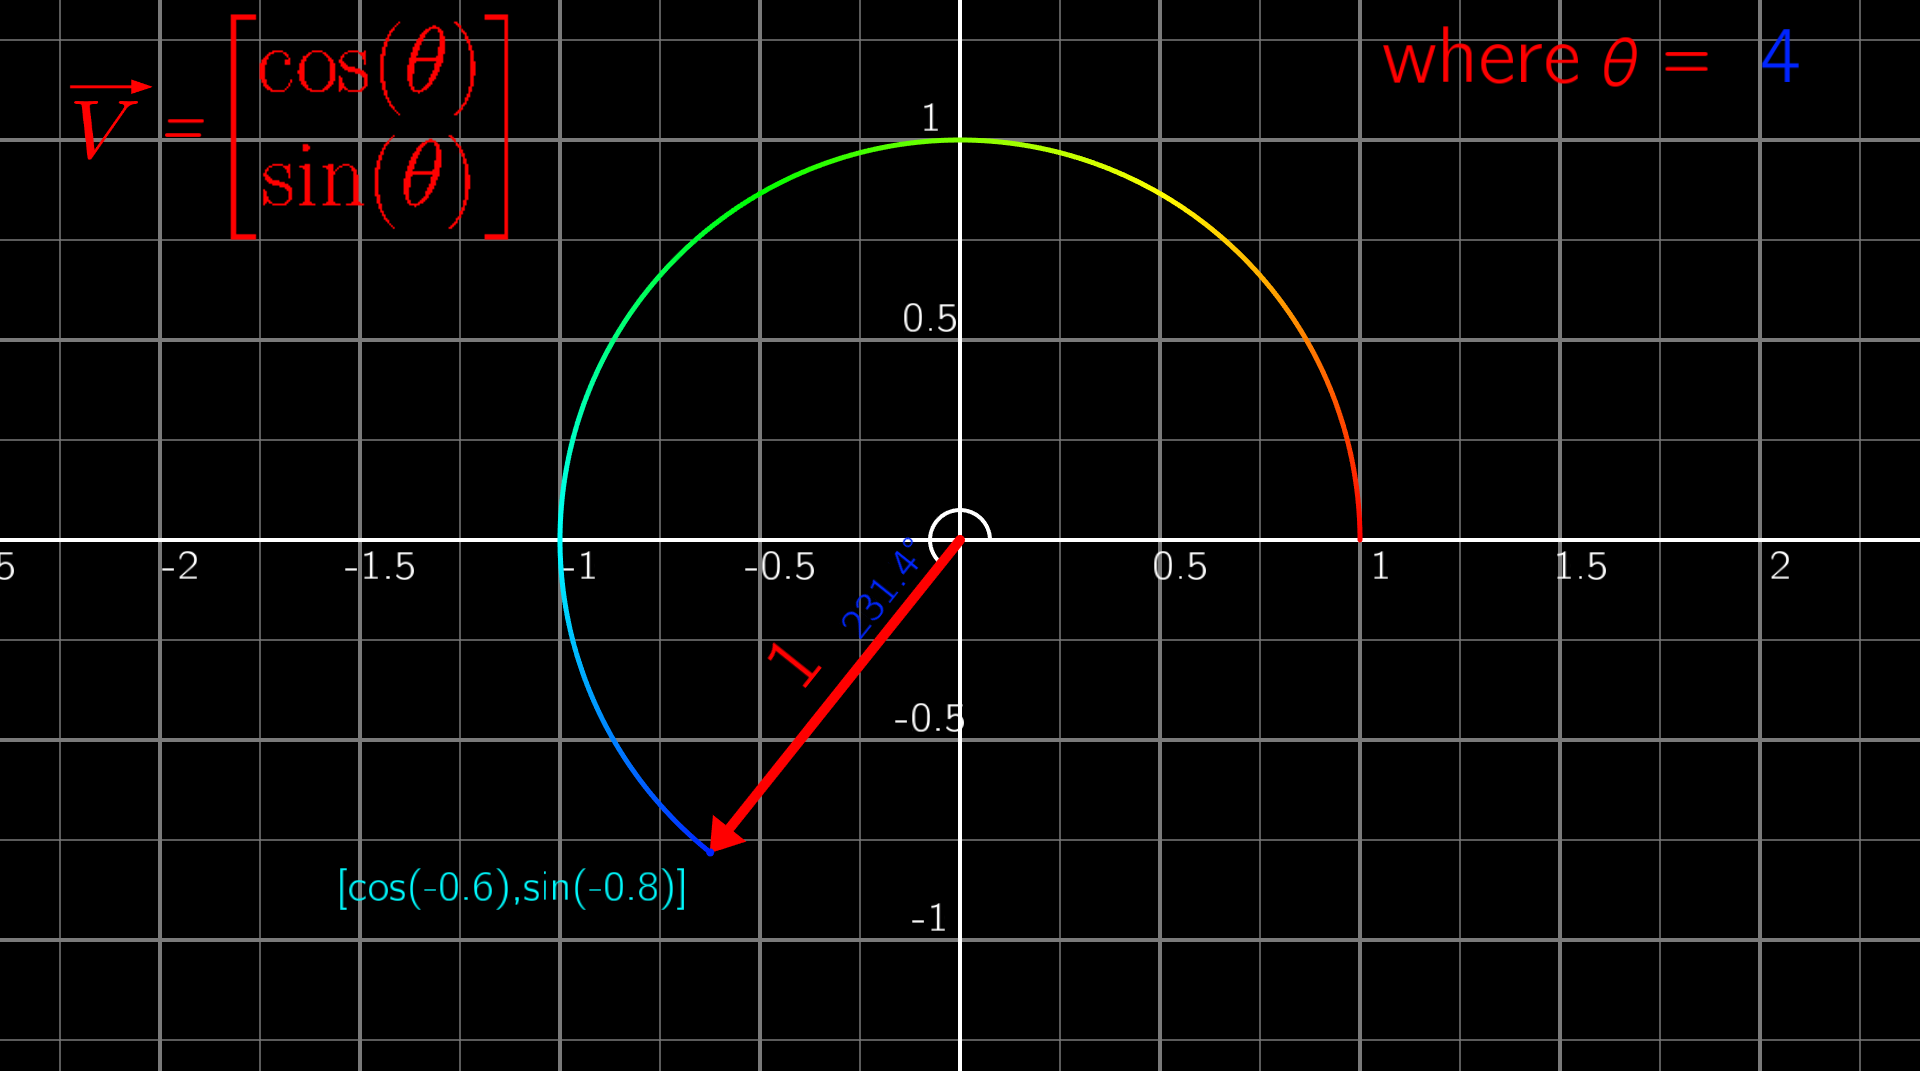 V = [cos(θ)
sin(θ)]
where θ = 4
1
0.5
5 -2 -1.5 -1 -0.5 0.5 1 1.5 2
231.4°
1
-0.5
[cos(-0.6),sin(-0.8)]
-1